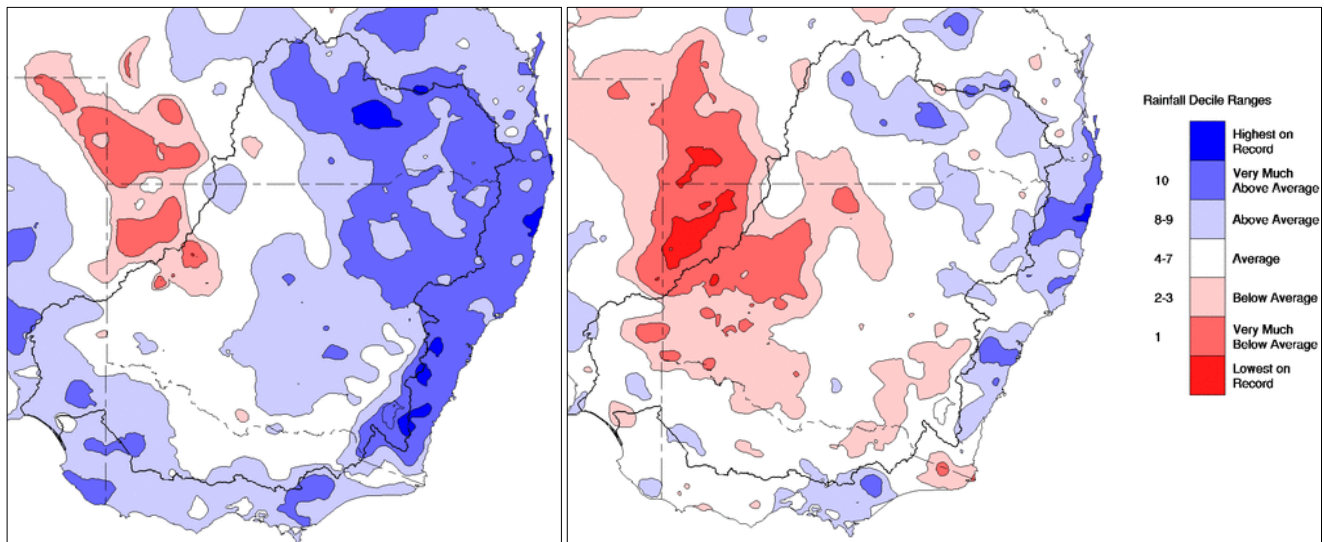 Rainfall Decile Ranges
Highest on
Record
10
Very Much
Above Average
8-9
Above Average
4-7
Average
2-3
Below Average
1
Very Much
Below Average
Lowest on
Record